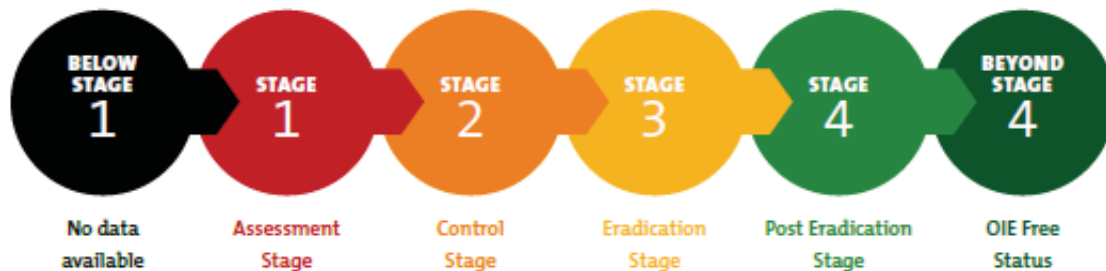 BELOW
STAGE
1
STAGE
1
STAGE
2
STAGE
3
STAGE
4
BEYOND
STAGE
4
No data
available
Assessment
Stage
Control
Stage
Eradication
Stage
Post Eradication
Stage
OIE Free
Status